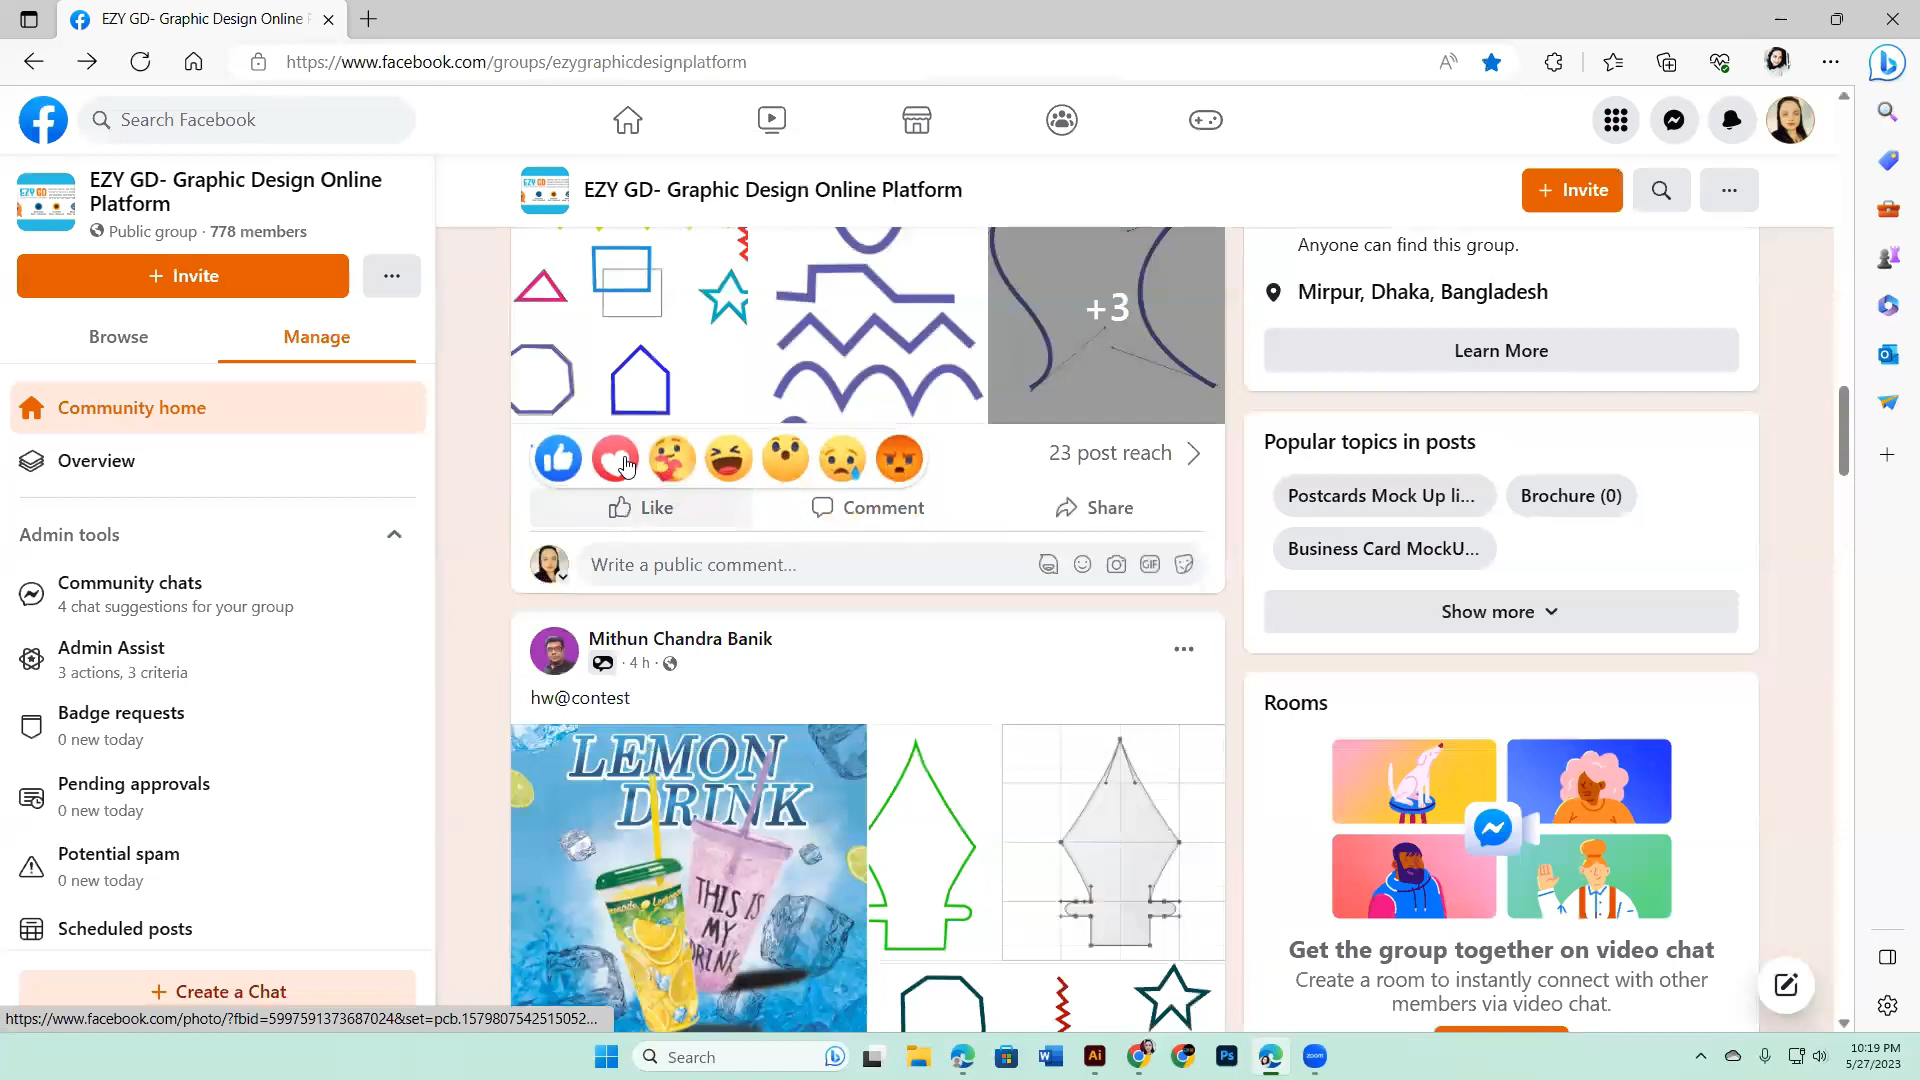 EZY GD- Graphic Design Online
https://www.facebook.com/groups/ezygraphicdesignplatform
Search Facebook
EZY GD- Graphic Design Online
Platform
Public group · 778 members
+ Invite
...
Browse
Manage
Community home
Overview
Admin tools
Community chats
4 chat suggestions for your group
Admin Assist
3 actions, 3 criteria
Badge requests
0 new today
Pending approvals
0 new today
Potential spam
0 new today
Scheduled posts
+ Create a Chat
https://www.facebook.com/photo/?fbid=5997591373687024&set=pcb.1579807542515052...
EZY GD
EZY GD- Graphic Design Online Platform
+ Invite
...
+3
23 post reach
Like
Comment
Share
Write a public comment...
GIF
Mithun Chandra Banik
· 4 h ·
hw@contest
LEMON
DRINK
THIS IS
MY
DRINK
Anyone can find this group.
Mirpur, Dhaka, Bangladesh
Learn More
Popular topics in posts
Postcards Mock Up li...
Brochure (0)
Business Card MockU...
Show more
Rooms
Get the group together on video chat
Create a room to instantly connect with other
members via video chat.
Search
Ai
Ps
zoom
10:19 PM
5/27/2023